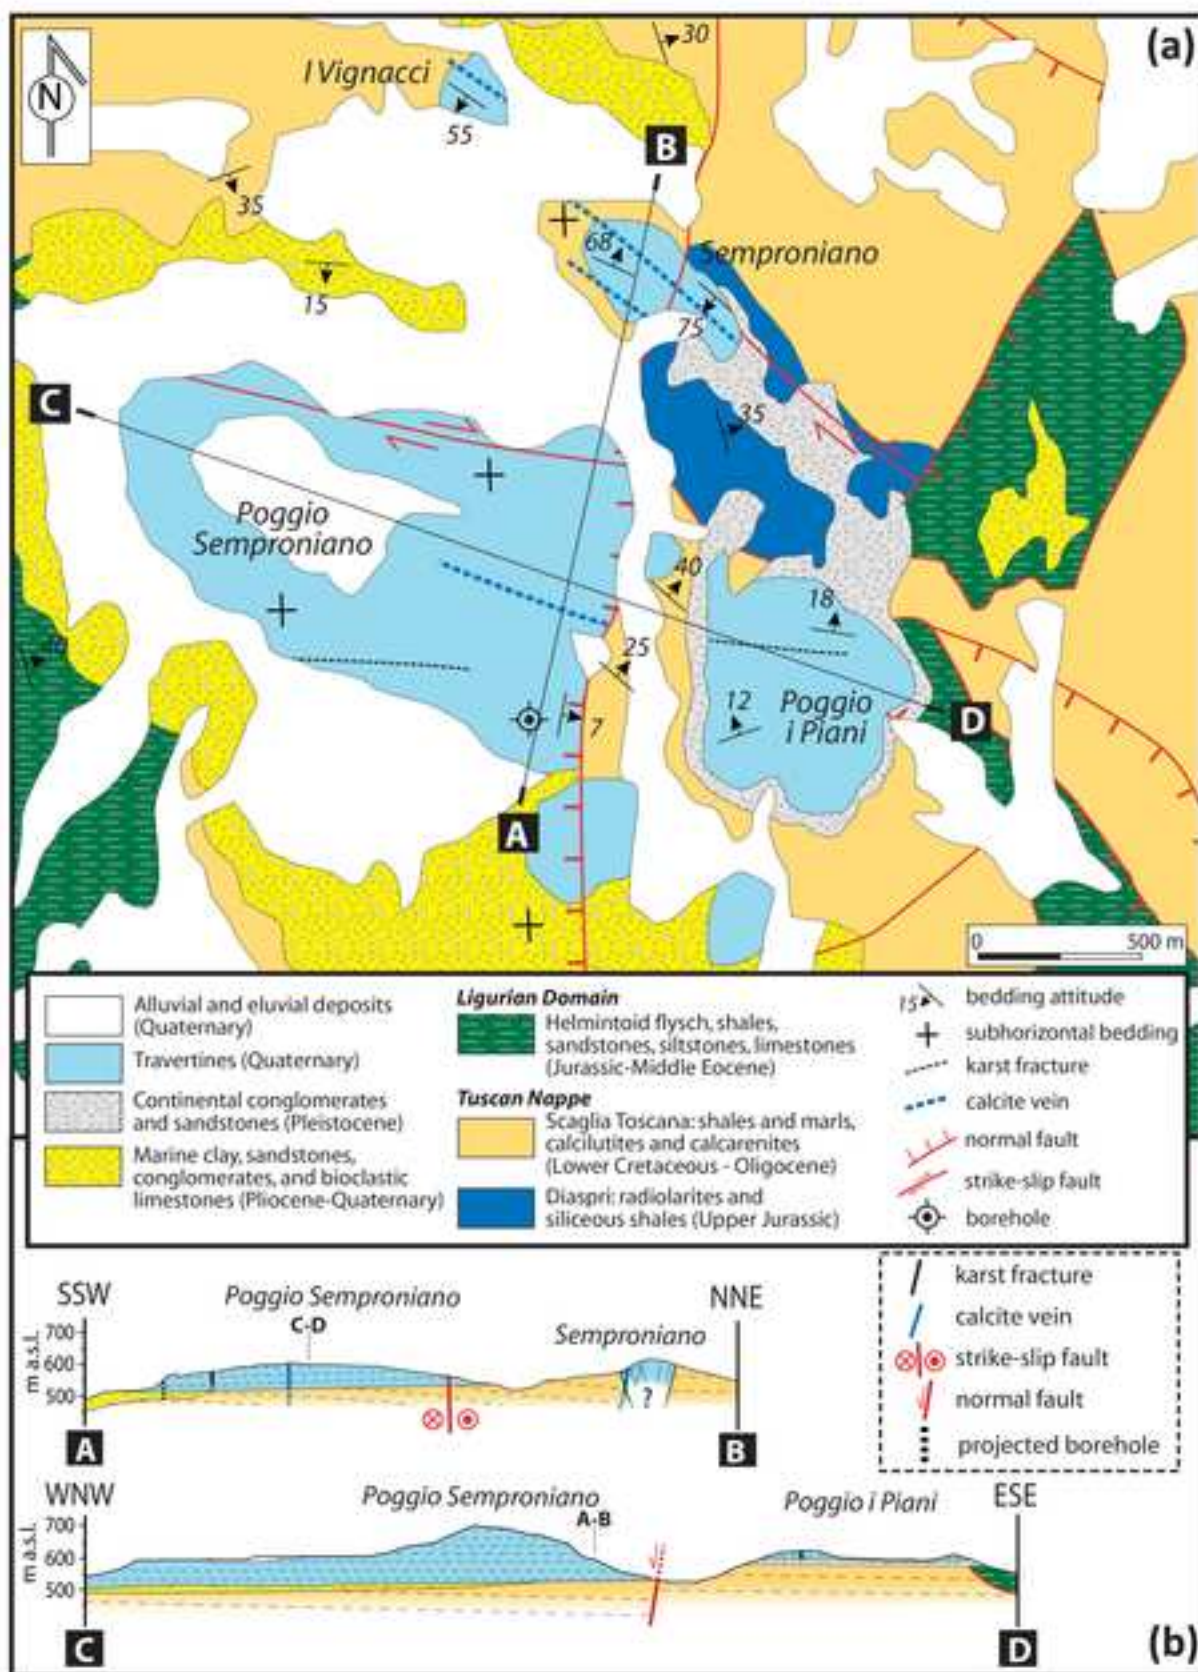 (a)
N
I Vignacci
30
55
B
35
Semproniano
68
15
75
C
35
Poggio
Semproniano
40
18
25
Poggio
i Piani
12
D
7
A
0 500 m
Alluvial and eluvial deposits
(Quaternary)
Travertines (Quaternary)
Continental conglomerates
and sandstones (Pleistocene)
Marine clay, sandstones,
conglomerates, and bioclastic
limestones (Pliocene-Quaternary)
Ligurian Domain
Helmintoid flysch, shales,
sandstones, siltstones, limestones
(Jurassic-Middle Eocene)
Tuscan Nappe
Scaglia Toscana: shales and marls,
calcilutites and calcarenites
(Lower Cretaceous - Oligocene)
Diaspri: radiolarites and
siliceous shales (Upper Jurassic)
15 bedding attitude
subhorizontal bedding
karst fracture
calcite vein
normal fault
strike-slip fault
borehole
SSW
Poggio Semproniano
C-D
Semproniano
NNE
m a.s.l.
700
600
500
?
A
B
karst fracture
calcite vein
strike-slip fault
normal fault
projected borehole
WNW
Poggio Semproniano
A-B
Poggio i Piani
ESE
m a.s.l.
700
600
500
C
D
(b)